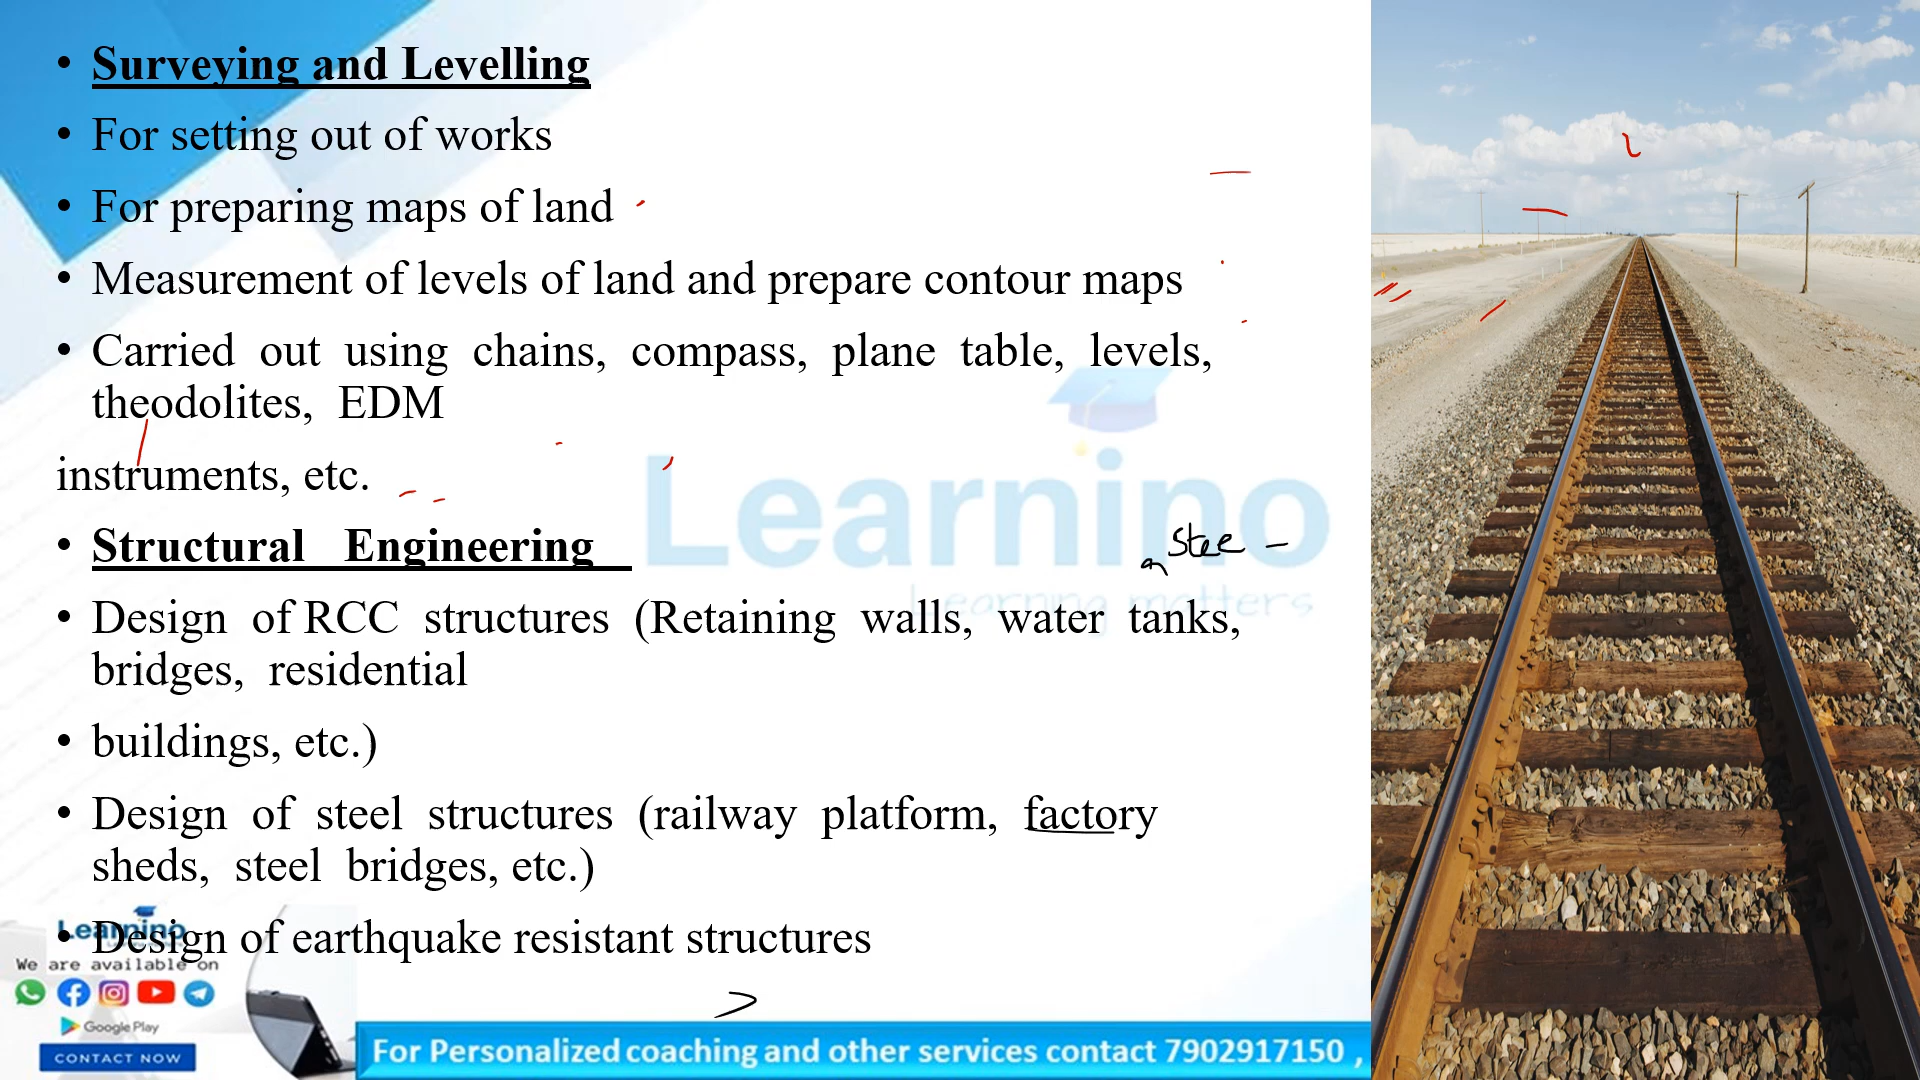 • Surveying and Levelling
• For setting out of works
• For preparing maps of land
• Measurement of levels of land and prepare contour maps
• Carried out using chains, compass, plane table, levels,
theodolites, EDM
instruments, etc.
Learnino
Learning matters
• Structural Engineering
stee
• Design of RCC structures (Retaining walls, water tanks,
bridges, residential
• buildings, etc.)
• Design of steel structures (railway platform, factory
sheds, steel bridges, etc.)
• Design of earthquake resistant structures
Learnino
We are available on
Google Play
CONTACT NOW
For Personalized coaching and other services contact 7902917150 ,